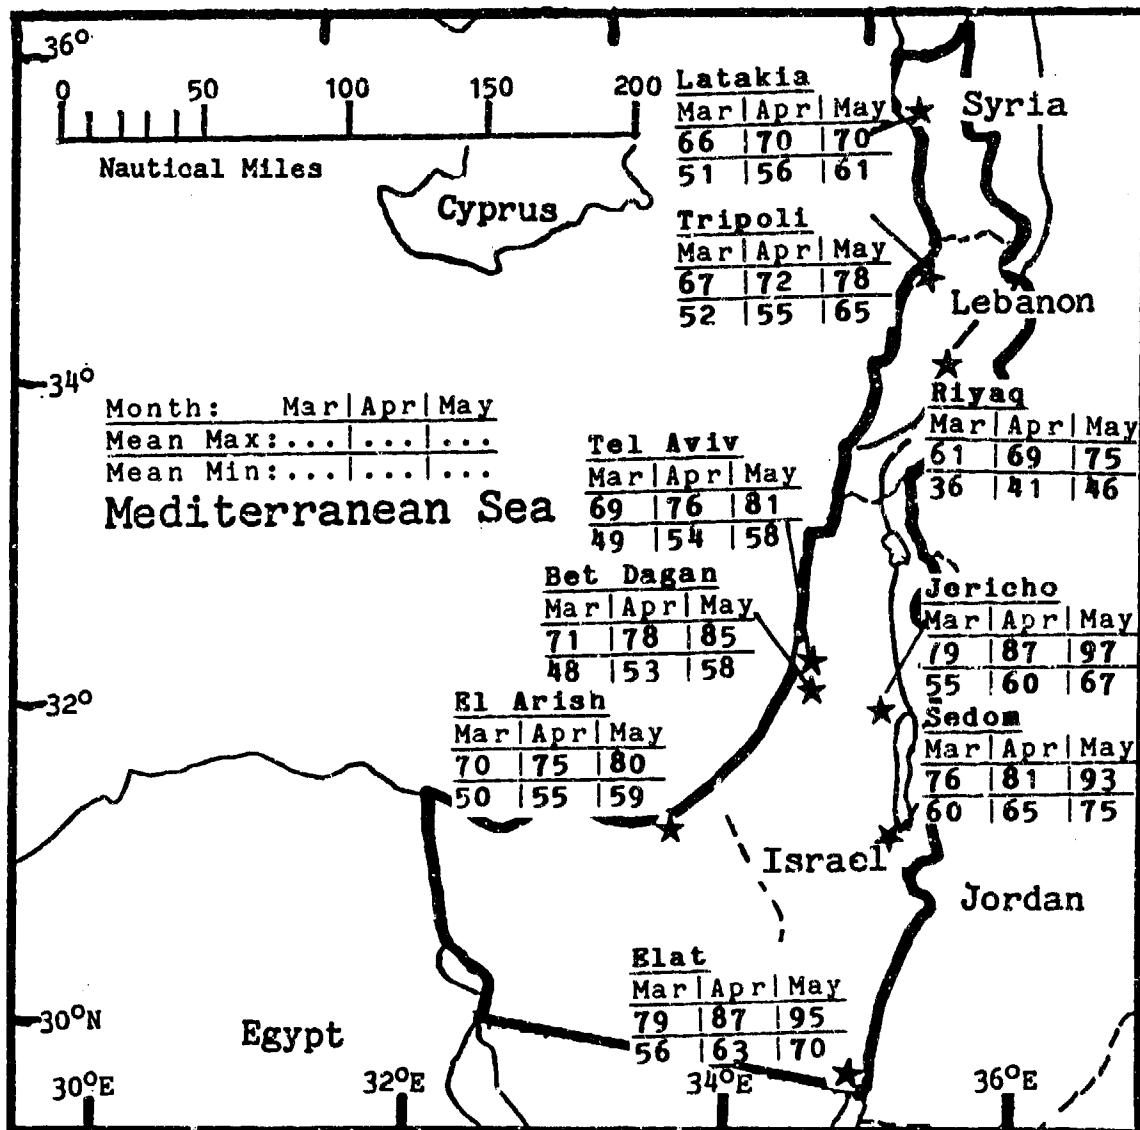 36°
0 50 100 150 200
Nautical Miles
Cyprus
Latakia
Mar|Apr|May
66 |70 |70
51 |56 |61
Syria
Tripoli
Mar|Apr|May
67 |72 |78
52 |55 |65
Lebanon
34°
Month: Mar|Apr|May
Mean Max:...|...|...
Mean Min:...|...|...
Mediterranean Sea
Riyaq
Mar|Apr|May
61 |69 |75
36 |41 |46
Tel Aviv
Mar|Apr|May
69 |76 |81
49 |54 |58
Bet Dagan
Mar|Apr|May
71 |78 |85
48 |53 |58
Jericho
Mar|Apr|May
79 |87 |97
55 |60 |67
32°
El Arish
Mar|Apr|May
70 |75 |80
50 |55 |59
Sedom
Mar|Apr|May
76 |81 |93
60 |65 |75
Israel
Jordan
Elat
Mar|Apr|May
79 |87 |95
56 |63 |70
30°N
Egypt
30°E 32°E 34°E 36°E